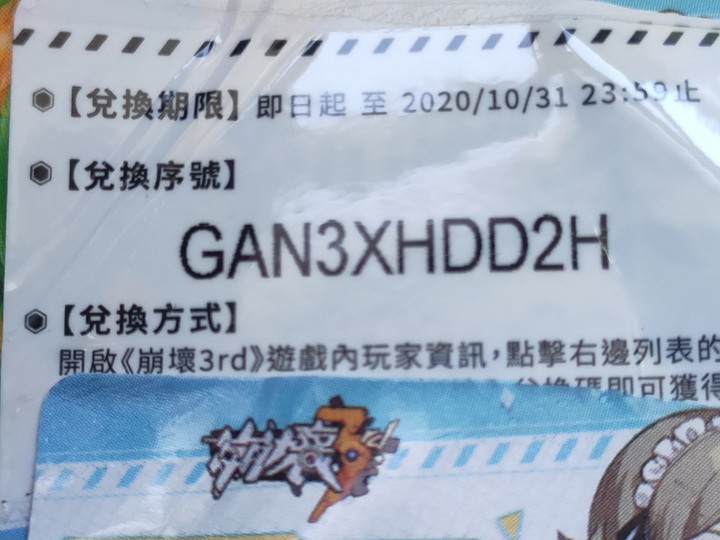 【兌換期限】即日起 至 2020/10/31 23:59止
【兌換序號】
GAN3XHDD2H
【兌換方式】
開啟《崩壞3rd》遊戲內玩家資訊，點擊右邊列表的
兌換碼即可獲得
崩壞3rd